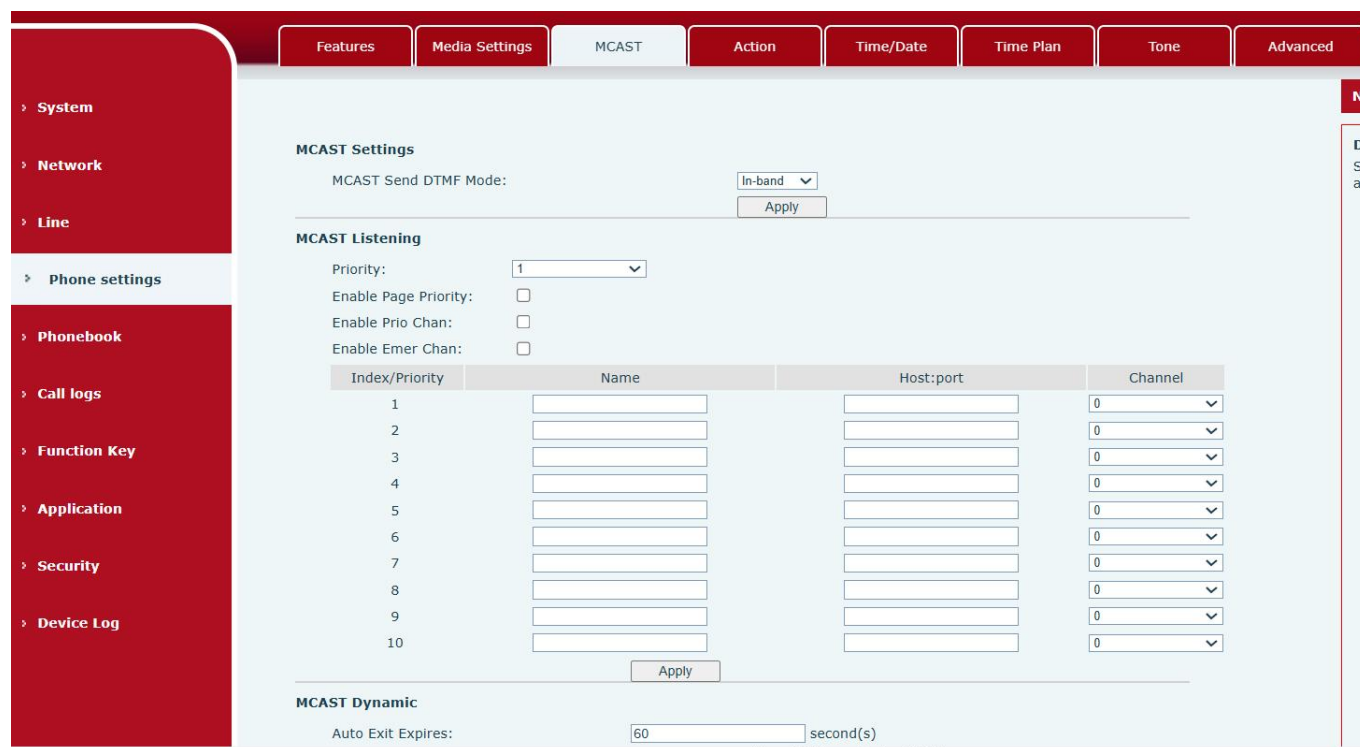 Features Media Settings MCAST Action Time/Date Time Plan Tone Advanced
System
Network
Line
Phone settings
Phonebook
Call logs
Function Key
Application
Security
Device Log
MCAST Settings
MCAST Send DTMF Mode: In-band
Apply
MCAST Listening
Priority: 1
Enable Page Priority:
Enable Prio Chan:
Enable Emer Chan:
Index/Priority Name Host:port Channel
1 0
2 0
3 0
4 0
5 0
6 0
7 0
8 0
9 0
10 0
Apply
MCAST Dynamic
Auto Exit Expires: 60 second(s)